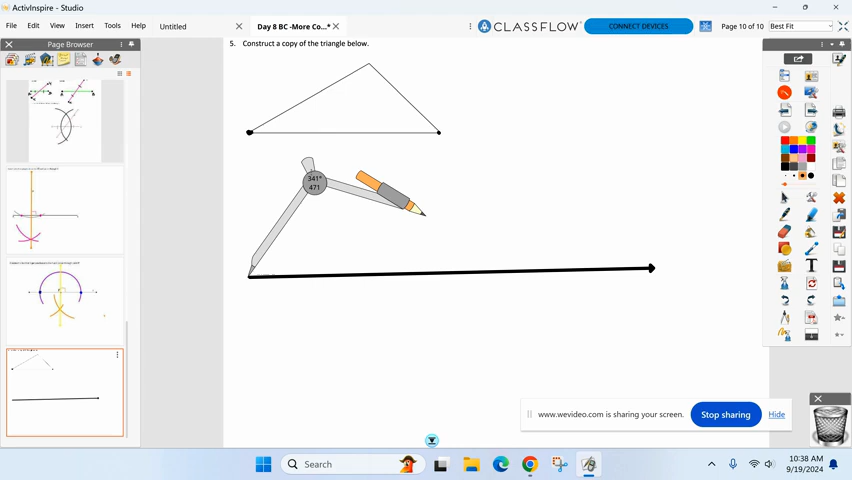 ActivInspire - Studio
File Edit View Insert Tools Help Untitled Day 8 BC -More Co...* CLASSFLOW CONNECT DEVICES Page 10 of 10 Best Fit
Page Browser
5. Construct a copy of the triangle below.
341°
471
T
www.wevideo.com is sharing your screen. Stop sharing Hide
Search
10:38 AM
9/19/2024